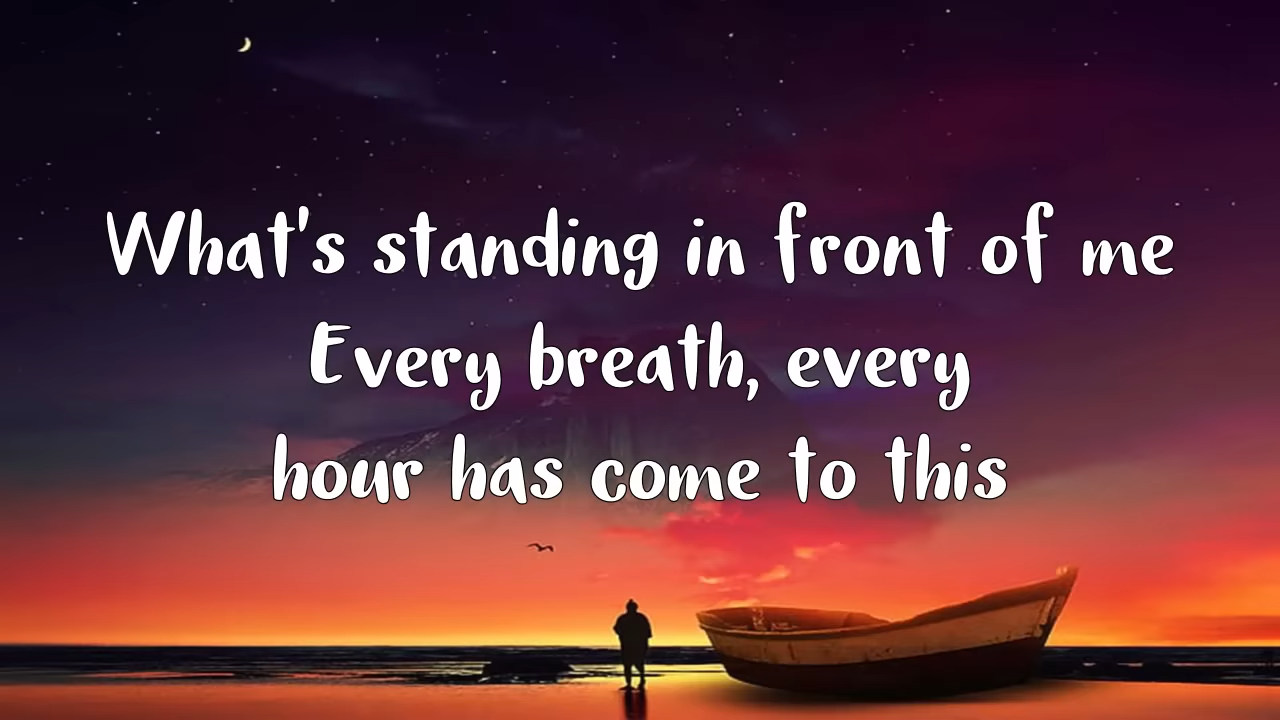 What's standing in front of me
Every breath, every
hour has come to this